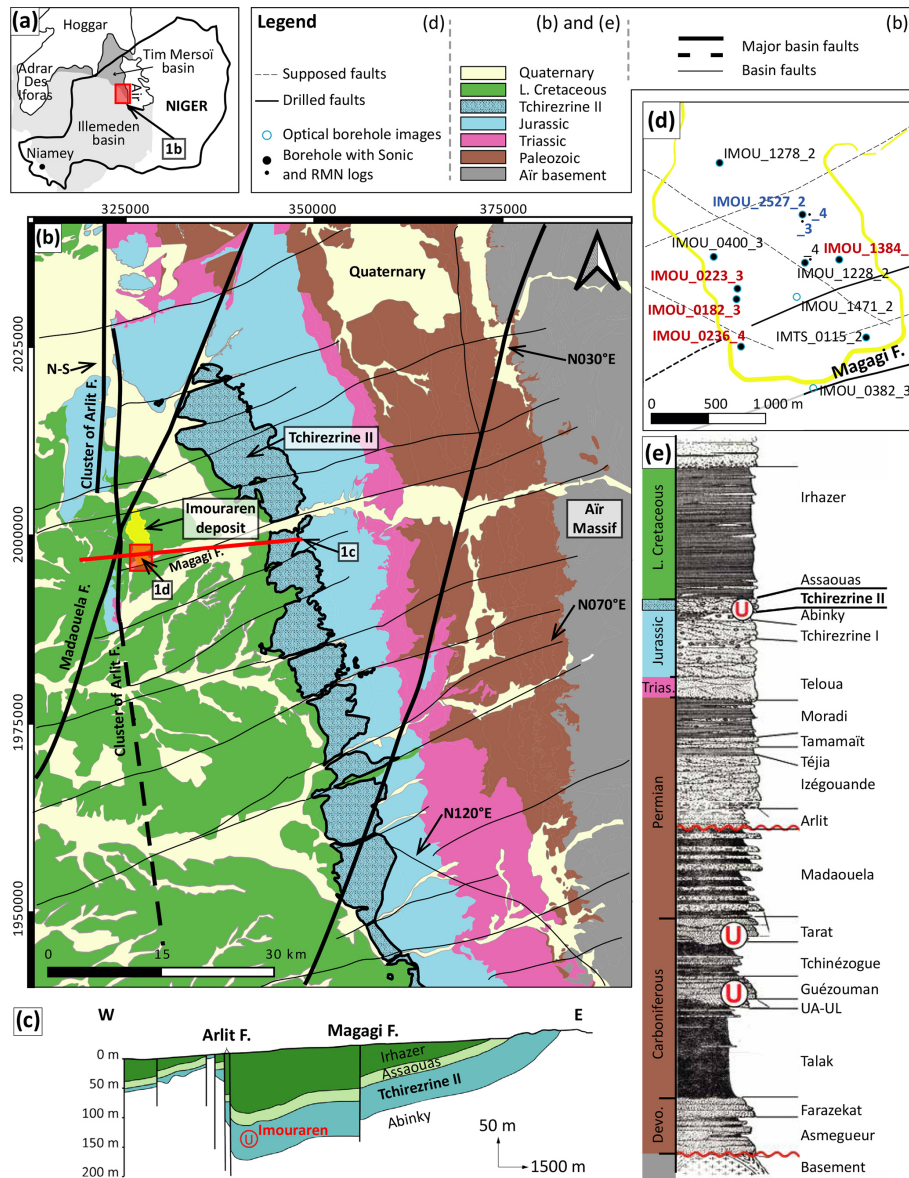 (a)
Hoggar
Adrar
Des
Iforas
Tim Mersoï
basin
Aïr
NIGER
Illemeden
basin
1b
Niamey
Legend
(d)
(b) and (e)
(b)
Supposed faults
Drilled faults
Optical borehole images
Borehole with Sonic
and RMN logs
Quaternary
L. Cretaceous
Tchirezrine II
Jurassic
Triassic
Paleozoic
Aïr basement
Major basin faults
Basin faults
325000
350000
375000
(b)
Quaternary
2025000
2000000
1975000
1950000
N-S
Cluster of Arlit F.
N030°E
Tchirezrine II
Imouraren
deposit
Aïr
Massif
1c
Magagi F.
1d
Madaouela F.
N070°E
Cluster of Arlit F.
N120°E
0
15
30 km
(d)
IMOU_1278_2
IMOU_2527_2
_4
_3
IMOU_0400_3
_4
IMOU_1384_
IMOU_1228_2
IMOU_0223_3
IMOU_0182_3
IMOU_1471_2
IMOU_0236_4
IMTS_0115_2
Magagi F.
IMOU_0382_3
0
500
1 000 m
(e)
L. Cretaceous
Jurassic
Trias.
Permian
Carboniferous
Devo.
Irhazer
Assaouas
Tchirezrine II
U
Abinky
Tchirezrine I
Teloua
Moradi
Tamamaït
Téjia
Izégouande
Arlit
Madaouela
Tarat
U
Tchinézogue
Guézouman
U
UA-UL
Talak
Farazekat
Asmegueur
Basement
(c)
W
E
Arlit F.
Magagi F.
0 m
50 m
100 m
150 m
200 m
Irhazer
Assaouas
Tchirezrine II
Abinky
U
Imouraren
50 m
1500 m